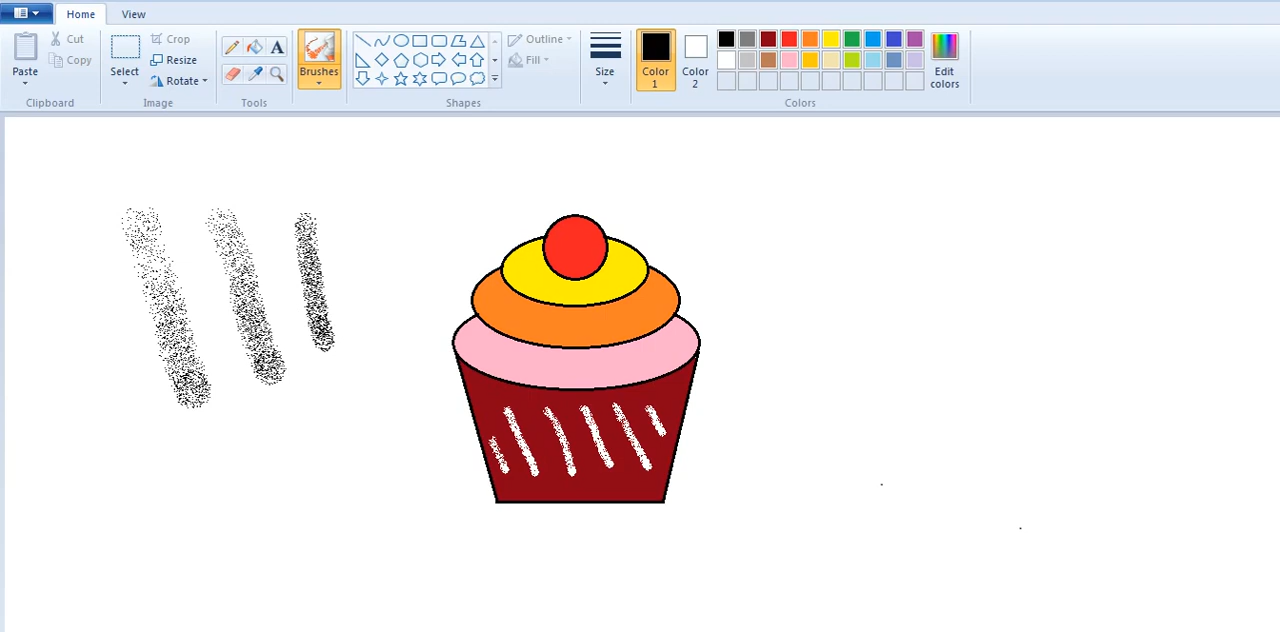 Home View
Cut
Copy
Paste
Clipboard
Crop
Resize
Rotate
Select
Image
A
Tools
Brushes
Outline
Fill
Shapes
Size
Color 1
Color 2
Edit colors
Colors